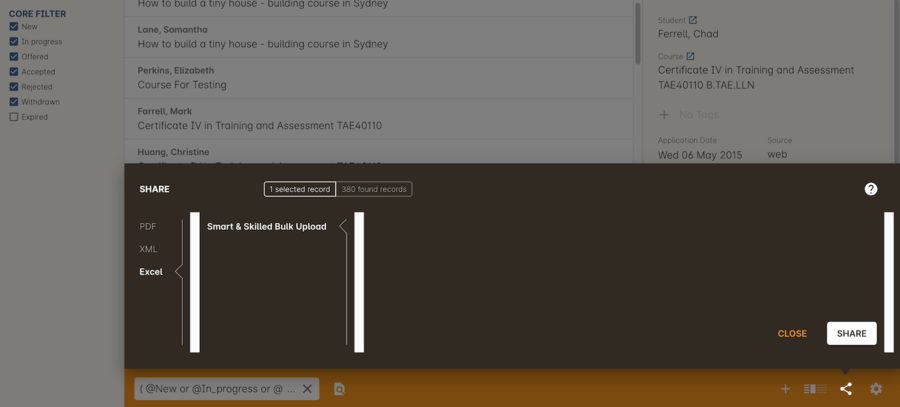 CORE FILTER
New
In progress
Offered
Accepted
Rejected
Withdrawn
Expired
How to build a tiny house - building course in Sydney
Lane, Samantha
How to build a tiny house - building course in Sydney
Perkins, Elizabeth
Course For Testing
Farrell, Mark
Certificate IV in Training and Assessment TAE40110
Huang, Christine
Student
Ferrell, Chad
Course
Certificate IV in Training and Assessment
TAE40110 B.TAE.LLN
No Tags
Application Date
Source
Wed 06 May 2015
web
SHARE
1 selected record
380 found records
?
PDF
XML
Excel
Smart & Skilled Bulk Upload
CLOSE
SHARE
( @New or @In_progress or @ ...